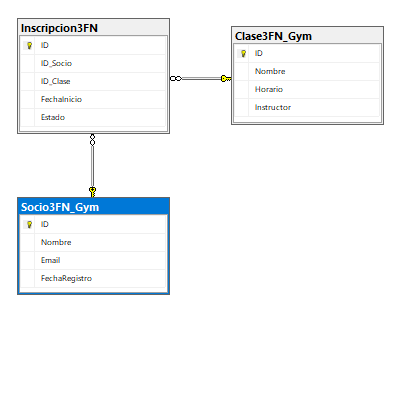 Inscripcion3FN
ID
ID_Socio
ID_Clase
FechaInicio
Estado
Clase3FN_Gym
ID
Nombre
Horario
Instructor
Socio3FN_Gym
ID
Nombre
Email
FechaRegistro